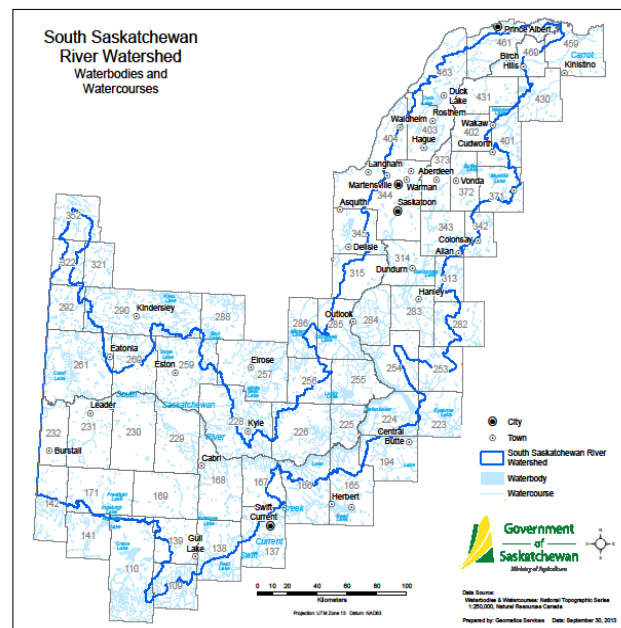 South Saskatchewan
River Watershed
Waterbodies and
Watercourses
Prince Albert
461
469
459
Carrot
Birch
Hills
Kinistino
463
Duck
Lake
Duck
Lake
431
430
Rosthern
Waldheim
403
404
Wakaw
402
401
Hague
Cudworth
373
Langham
Aberdeen
Martensville
Warman
Vonda
372
371
344
Saskatoon
Asquith
352
345
343
342
Colonsay
Delisle
Allan
322
321
314
315
Dundurn
313
292
290
Kindersley
288
Hanley
283
286
Outlook
285
284
282
Eatonia
261
260
Eston
259
Elrose
257
256
255
254
253
South
Saskatchewan
River
Leader
231
232
230
229
228
Kyle
226
225
224
223
Burstall
Central
Butte
Cabri
194
Lake
Lake
171
169
168
167
166
165
Herbert
142
141
Swift
Current
Creek
139
Gull
Lake
138
Current
137
Swift
110
109
City
Town
South Saskatchewan River
Watershed
Waterbody
Watercourse
0 10 20 40 60 80 100
Kilometers
Projection: UTM Zone 13 Datum: NAD83
Government
of
Saskatchewan
Ministry of Agriculture
Data Source:
Waterbodies & Watercourses: National Topographic Series
1:250,000, Natural Resources Canada
Prepared by: Geomatics Services Date: September 30, 2013